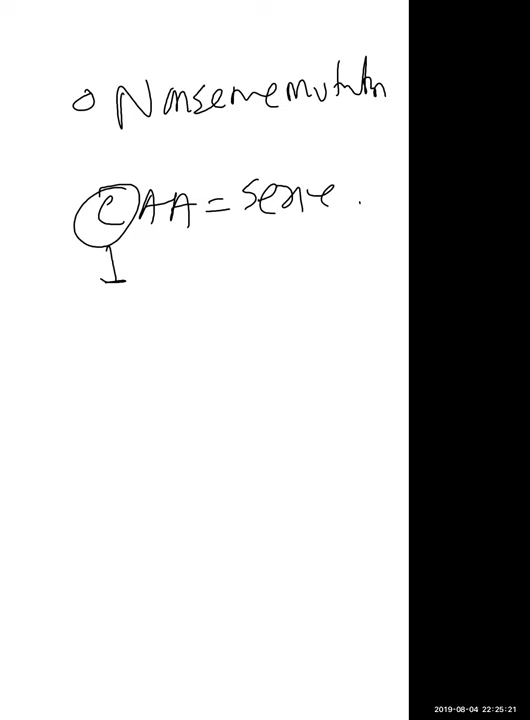 o Nonsense mutation
CAA = sense.
I
2019-08-04 22:25:21